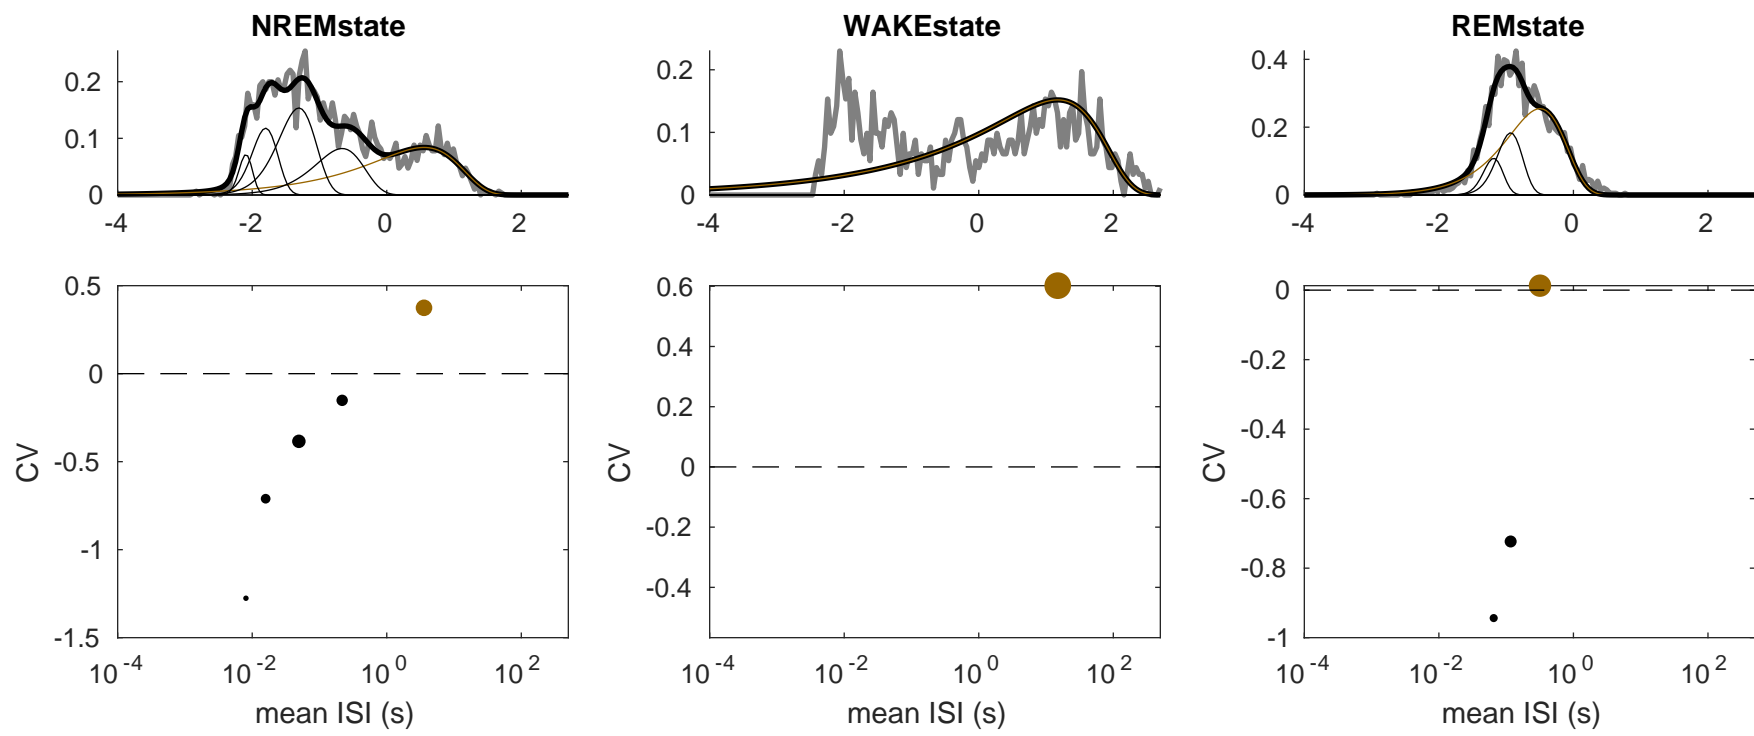 NREMstate WAKEstate REMstate
0.2 0.2 0.4
0.1 0.1 0.2
0 0 0
-4 -2 0 2 -4 -2 0 2 -4 -2 0 2
0.5 0.6 0
0 0.4 -0.2
-0.5 0.2 -0.4
-1 0 -0.6
-1.5 -0.2 -0.8
-0.4 -1
CV CV CV
10^-4 10^-2 10^0 10^2 10^-4 10^-2 10^0 10^2 10^-4 10^-2 10^0 10^2
mean ISI (s) mean ISI (s) mean ISI (s)